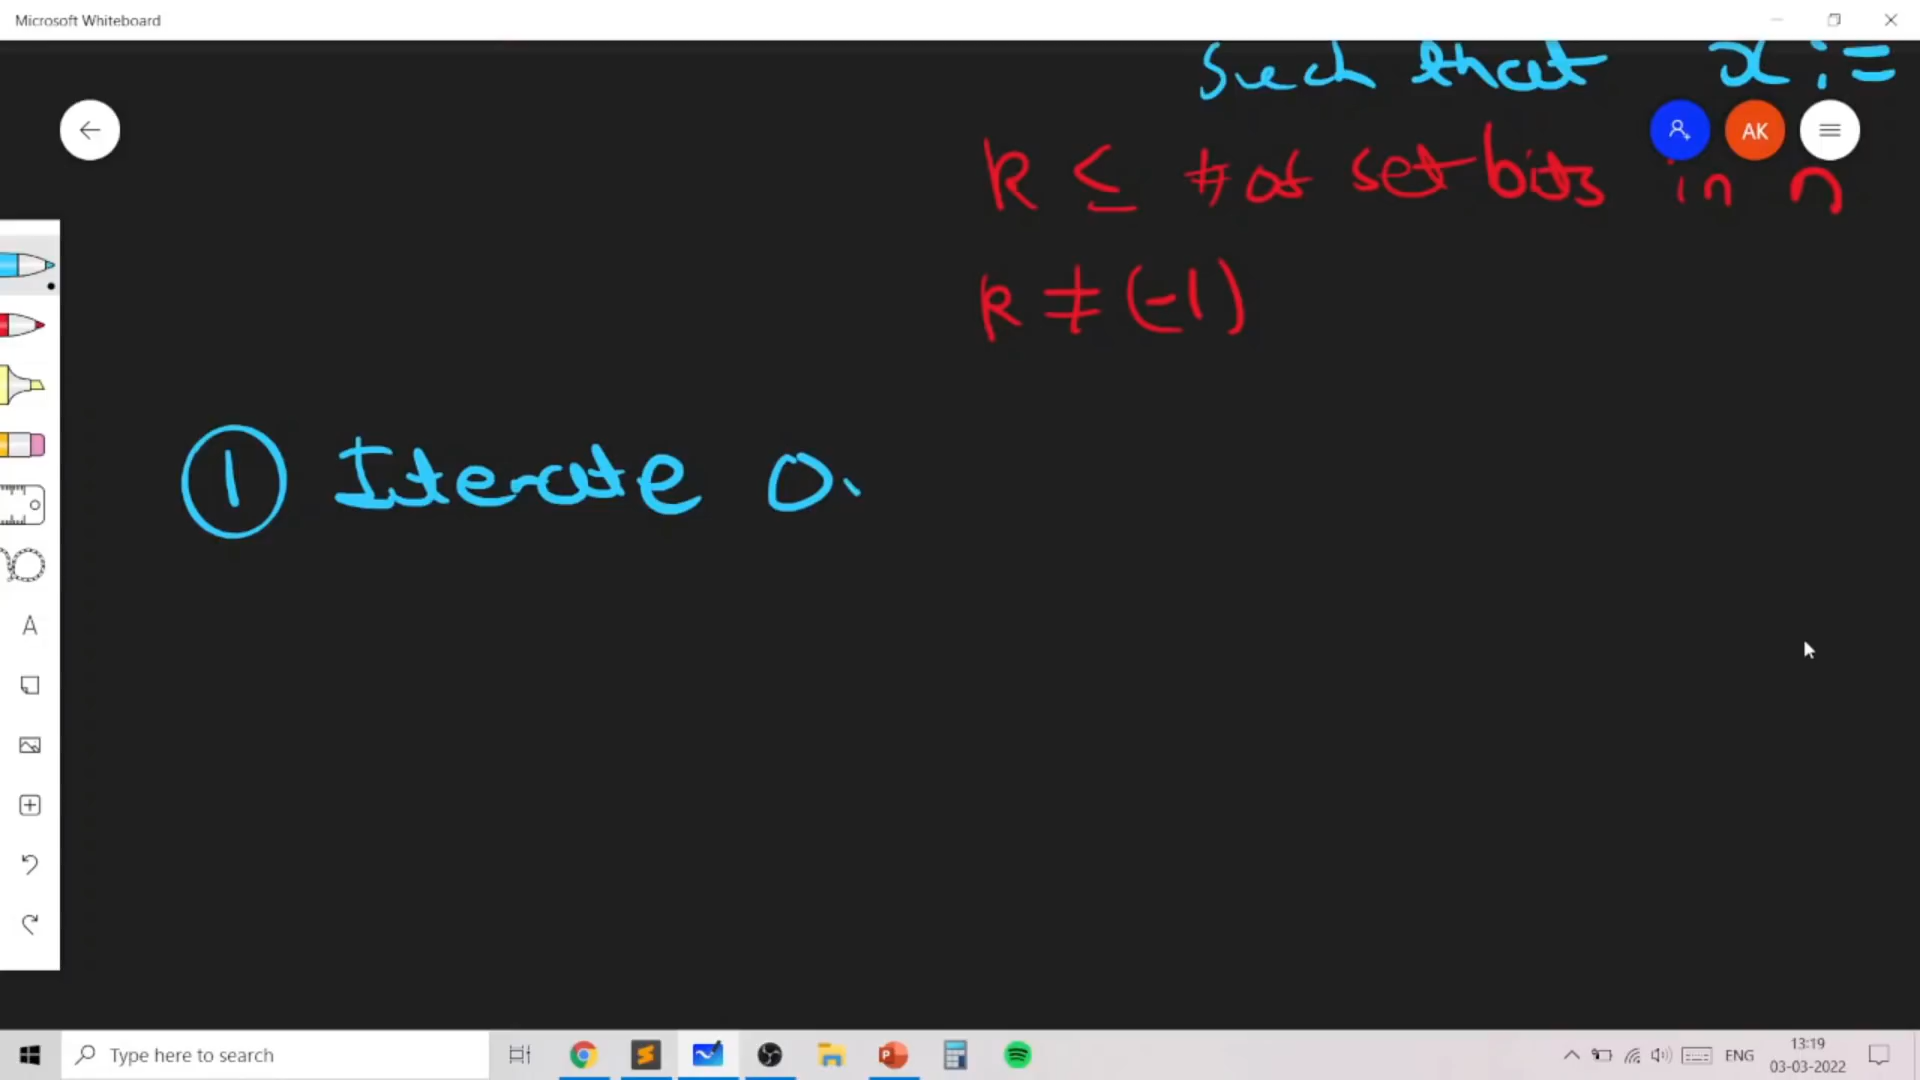 Microsoft Whiteboard
such that x :=
AK
k ≤ # of set bits in n
k ≠ (-1)
① Iterate
A
Type here to search
ENG
13:19
03-03-2022